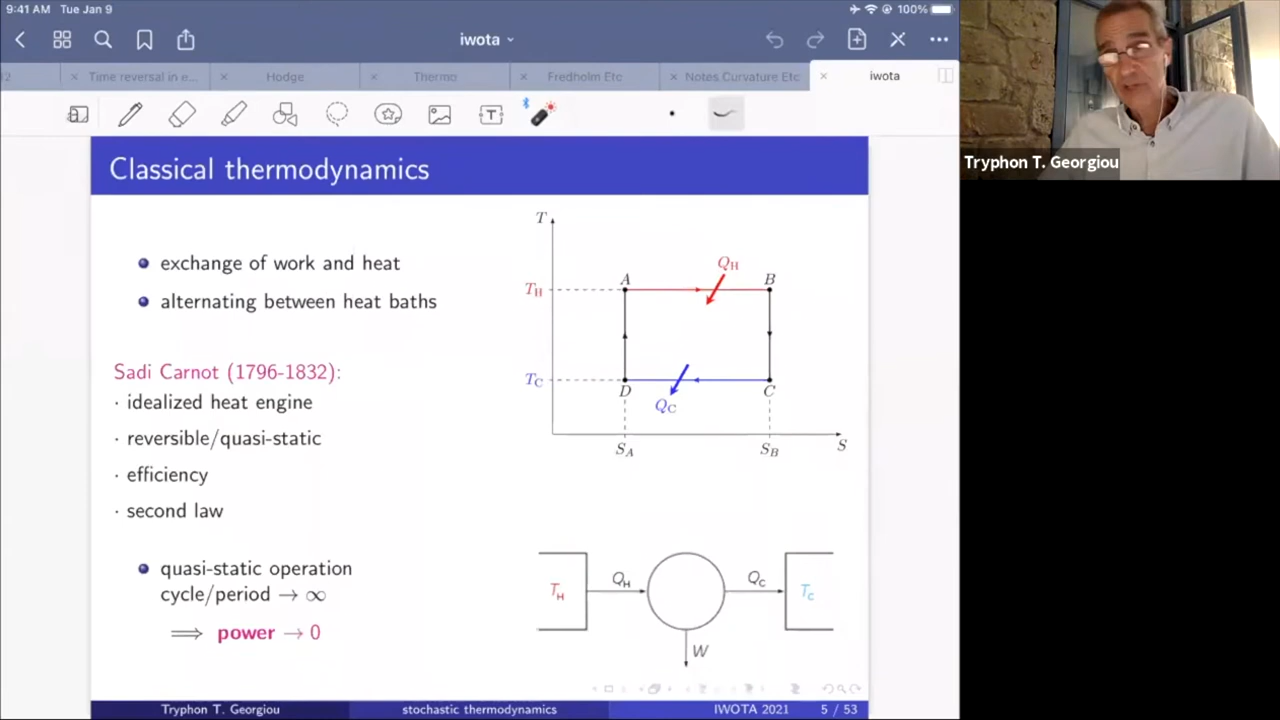 9:41 AM Tue Jan 9
100%
iwota
Time reversal in e...
Hodge
Thermo
Fredholm Etc
Notes Curvature Etc
iwota
T
Classical thermodynamics
exchange of work and heat
alternating between heat baths
Sadi Carnot (1796-1832):
· idealized heat engine
· reversible/quasi-static
· efficiency
· second law
quasi-static operation
cycle/period → ∞
⟹ power → 0
T
Q_H
A
B
T_H
T_C
D
C
Q_C
S_A
S_B
S
T_H
Q_H
Q_C
T_C
W
Tryphon T. Georgiou
stochastic thermodynamics
IWOTA 2021
5 / 53
Tryphon T. Georgiou